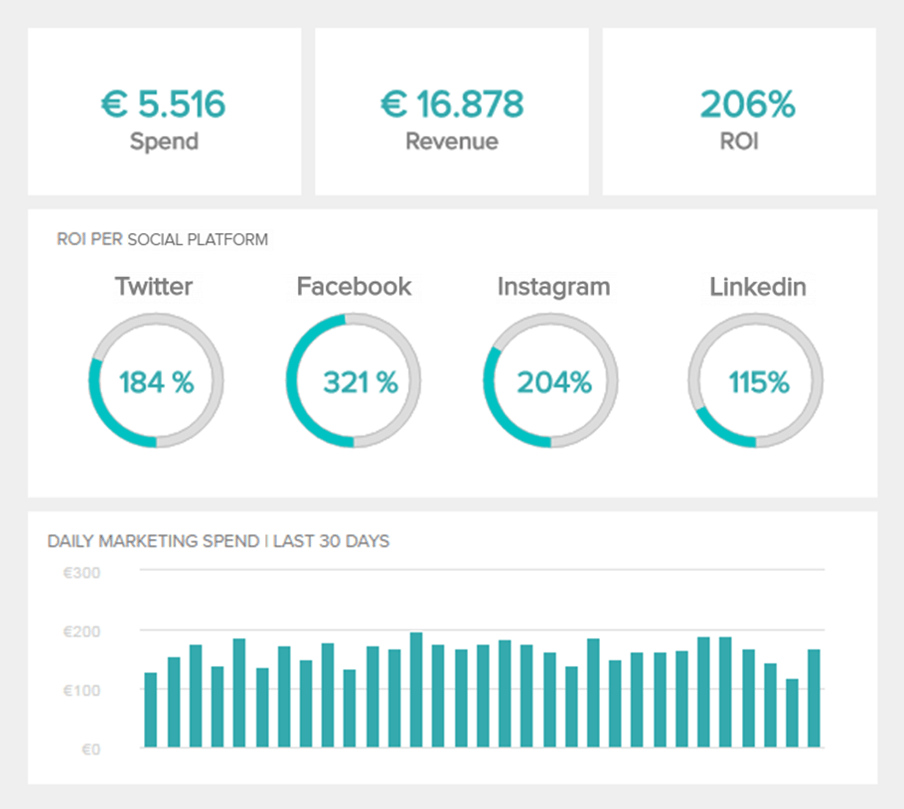 € 5.516
Spend
€ 16.878
Revenue
206%
ROI
ROI PER SOCIAL PLATFORM
Twitter
Facebook
Instagram
Linkedin
184 %
321 %
204%
115%
DAILY MARKETING SPEND | LAST 30 DAYS
€300
€200
€100
€0